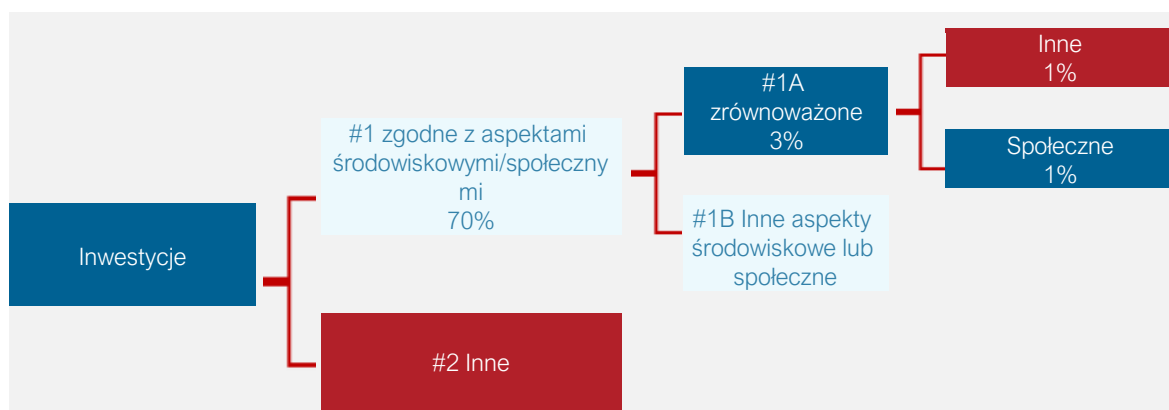 Inwestycje
#1 zgodne z aspektami
środowiskowymi/społeczny
mi
70%
#2 Inne
#1A
zrównoważone
3%
#1B Inne aspekty
środowiskowe lub
społeczne
Inne
1%
Społeczne
1%